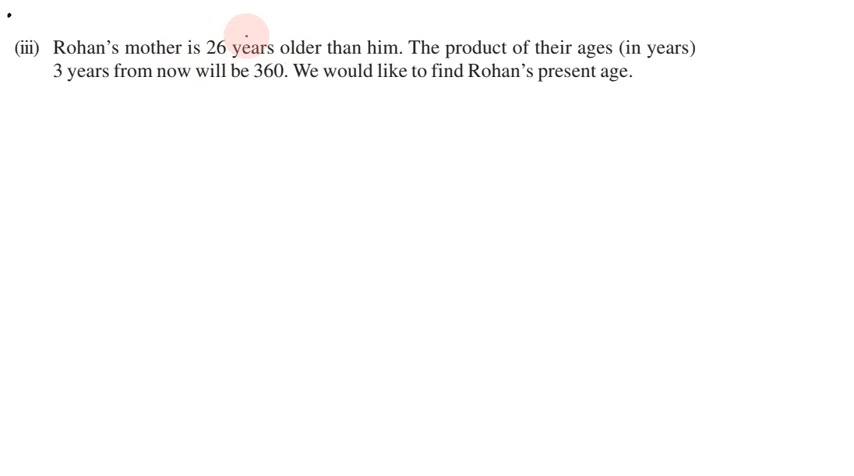 (iii) Rohan’s mother is 26 years older than him. The product of their ages (in years)
3 years from now will be 360. We would like to find Rohan’s present age.